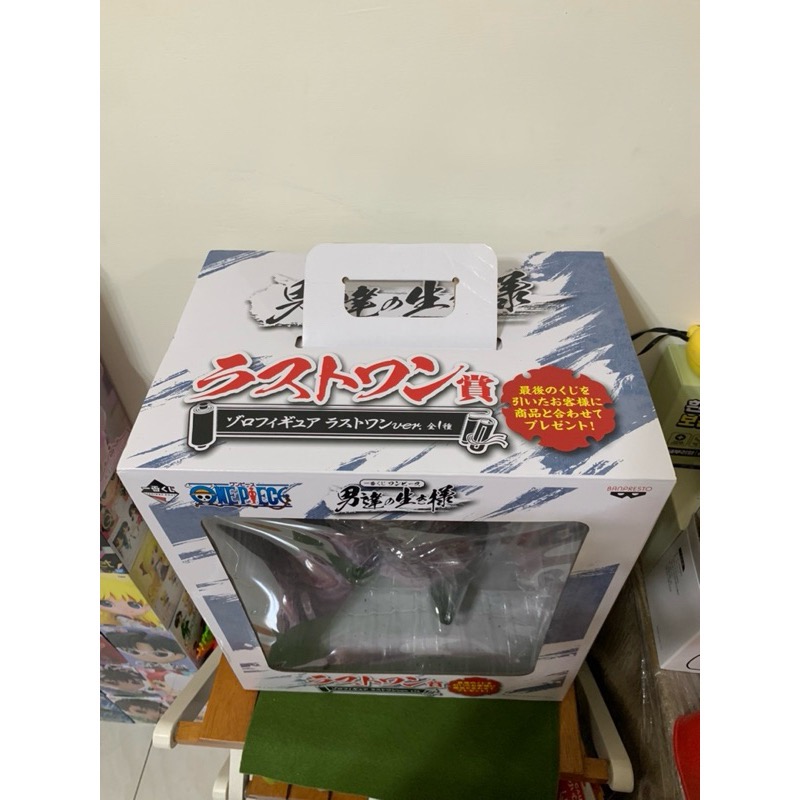 男達の生き様
ラストワン賞
ゾロフィギュア ラストワンver. 全1種
最後のくじを
引いたお客様に
商品と合わせて
プレゼント!
一番くじ
ONE PIECE
一番くじ ワンピース
男達の生き様
BANPRESTO
ラストワン賞